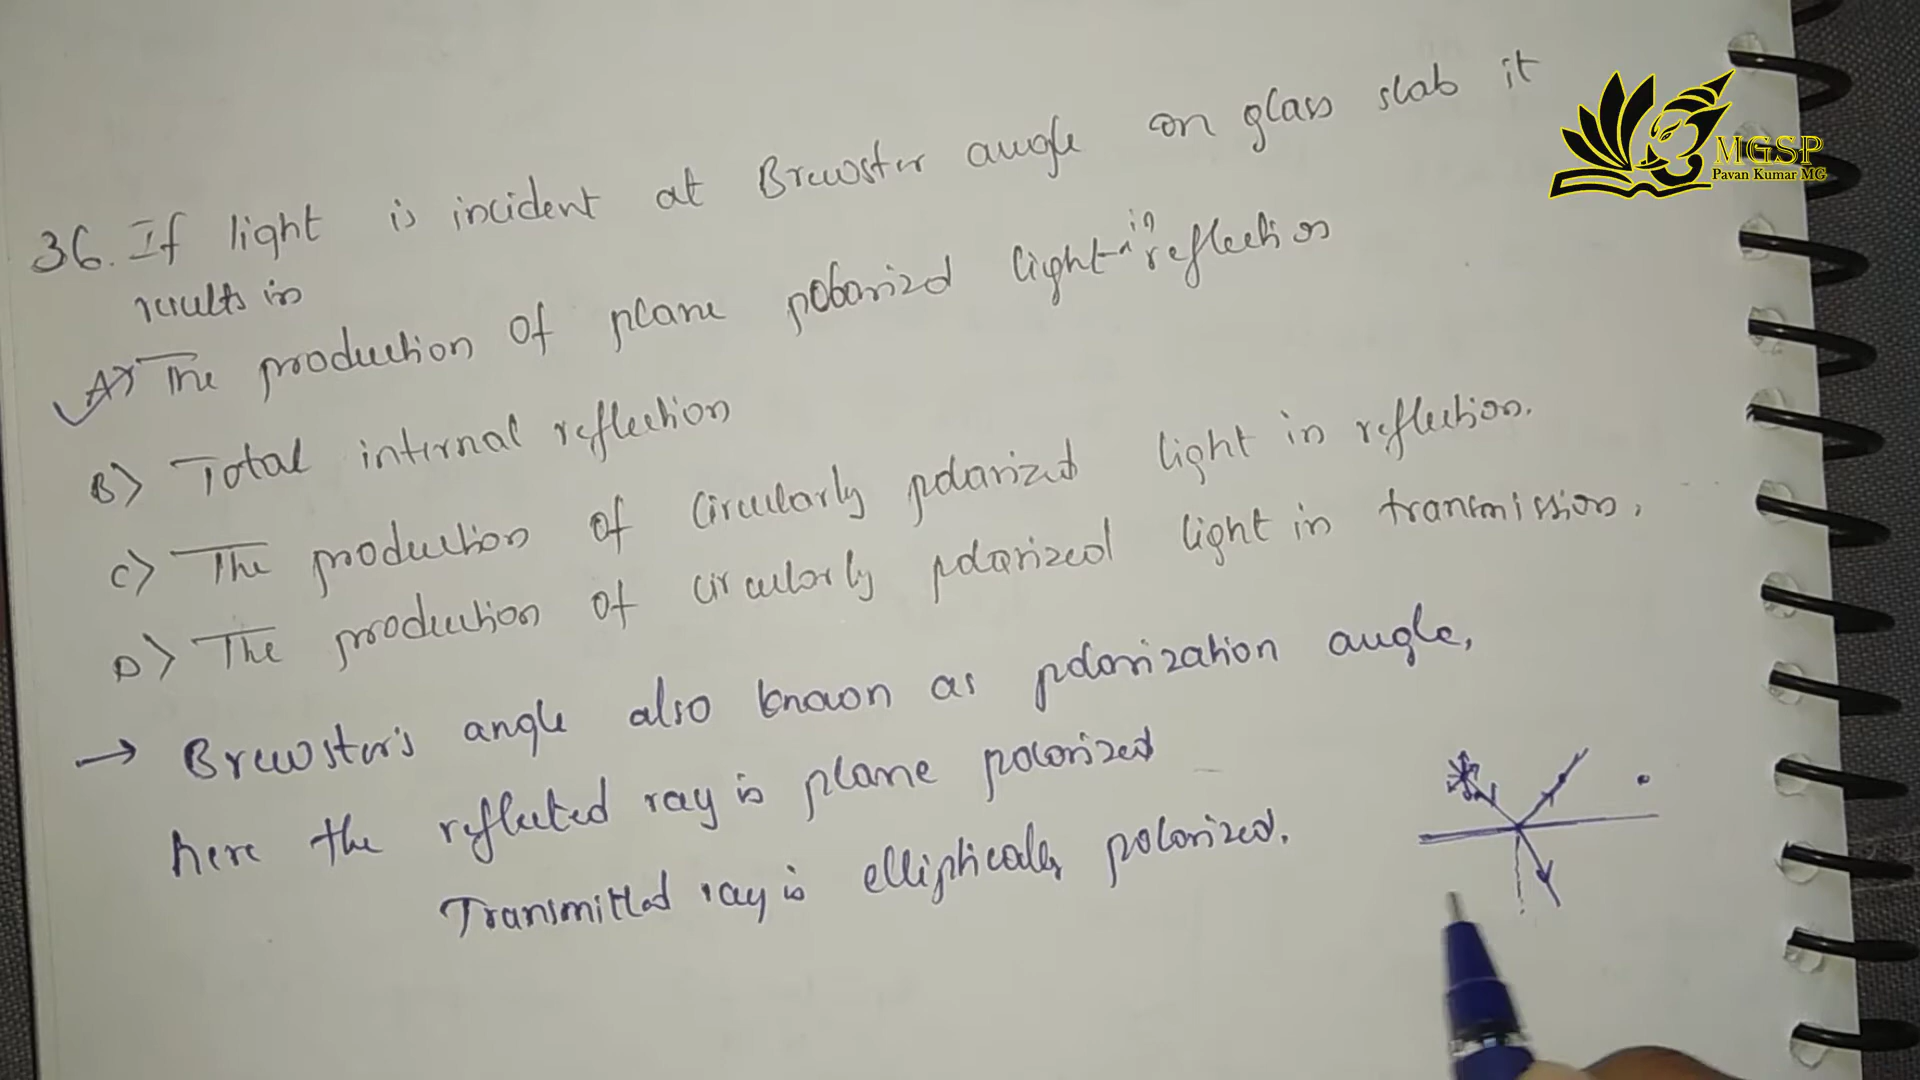 36. If light is incident at Brewster angle on glass slab it
results in
A) The production of plane polarized light in reflection
B) Total internal reflection
C) The production of circularly polarized light in reflection.
D) The production of circularly polarized light in transmission.
→ Brewster's angle also known as polarization angle,
here the reflected ray is plane polarized
Transmitted ray is elliptically polarized.
MGSP
Pavan Kumar MG